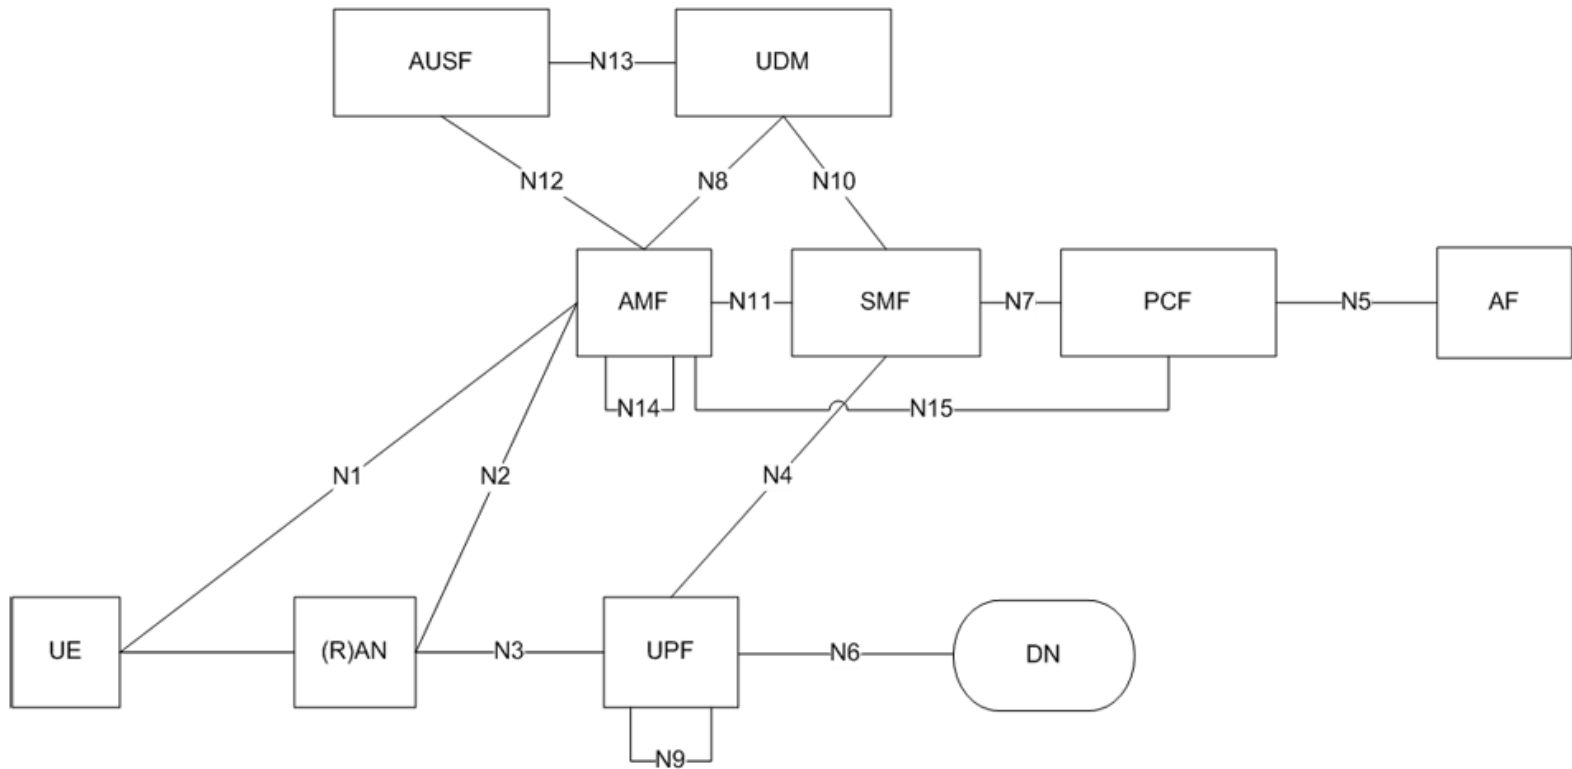 AUSF
N13
UDM
N12
N8
N10
AMF
N11
SMF
N7
PCF
N5
AF
N14
N15
N1
N2
N4
UE
(R)AN
N3
UPF
N6
DN
N9